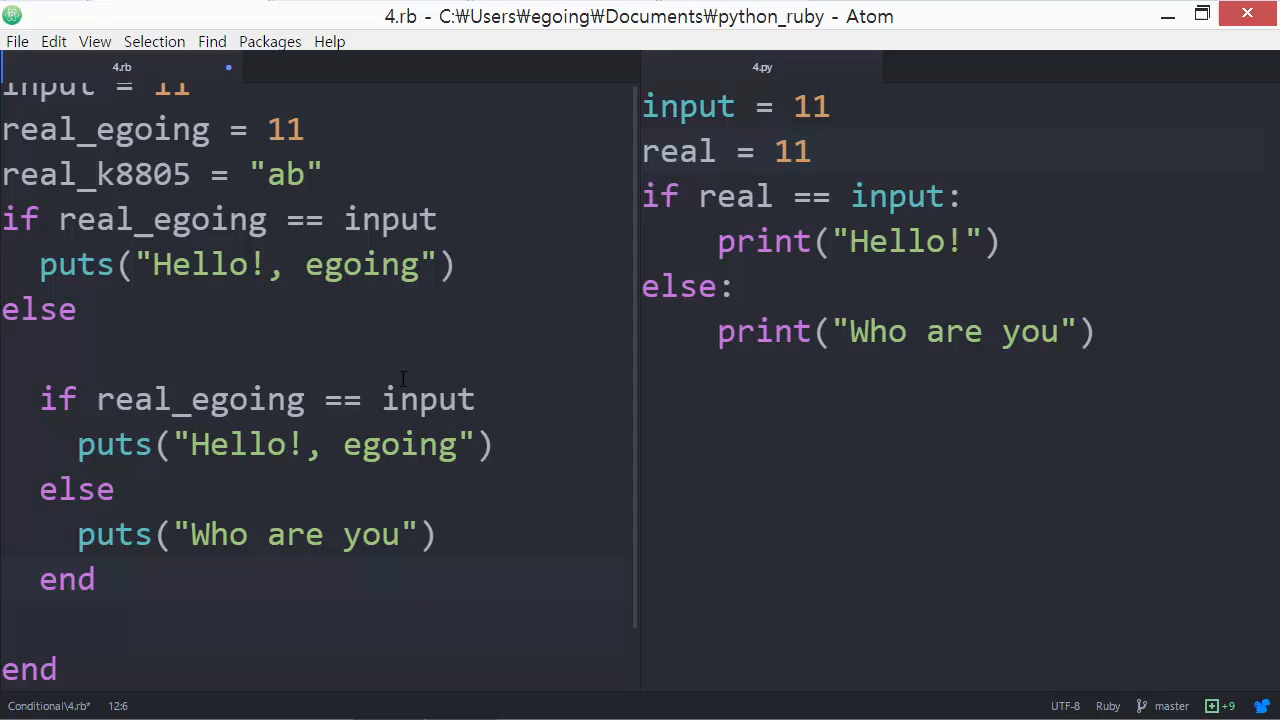 4.rb - C:₩Users₩egoing₩Documents₩python_ruby - Atom
File Edit View Selection Find Packages Help
4.rb
input = 11
real_egoing = 11
real_k8805 = "ab"
if real_egoing == input
puts("Hello!, egoing")
else
if real_egoing == input
puts("Hello!, egoing")
else
puts("Who are you")
end
end
4.py
input = 11
real = 11
if real == input:
print("Hello!")
else:
print("Who are you")
Conditional\4.rb* 12:6
UTF-8 Ruby master +9